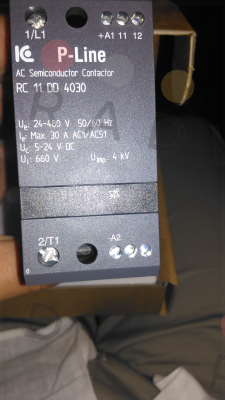 1/L1
+A1 11 12
IC P-Line
AC Semiconductor Contactor
RC 11 DD 4030
Ue: 24-480 V 50/60 Hz
Ie: Max. 30 A AC1/AC51
Uc: 5-24 V DC
Ui: 660 V Uimp: 4 kV
2/T1
-A2